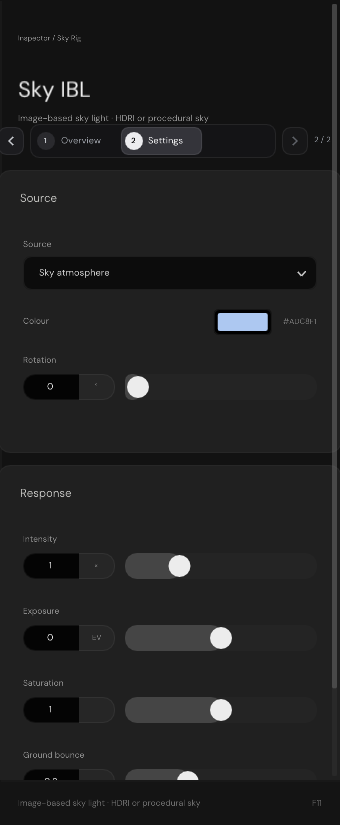 Inspector / Sky Rig
Sky IBL
Image-based sky light · HDRI or procedural sky
1 Overview 2 Settings 2 / 2
Source
Source
Sky atmosphere
Colour
Rotation
0 °
Response
Intensity
1
Exposure
0 EV
Saturation
1
Ground bounce
Image-based sky light · HDRI or procedural sky F11